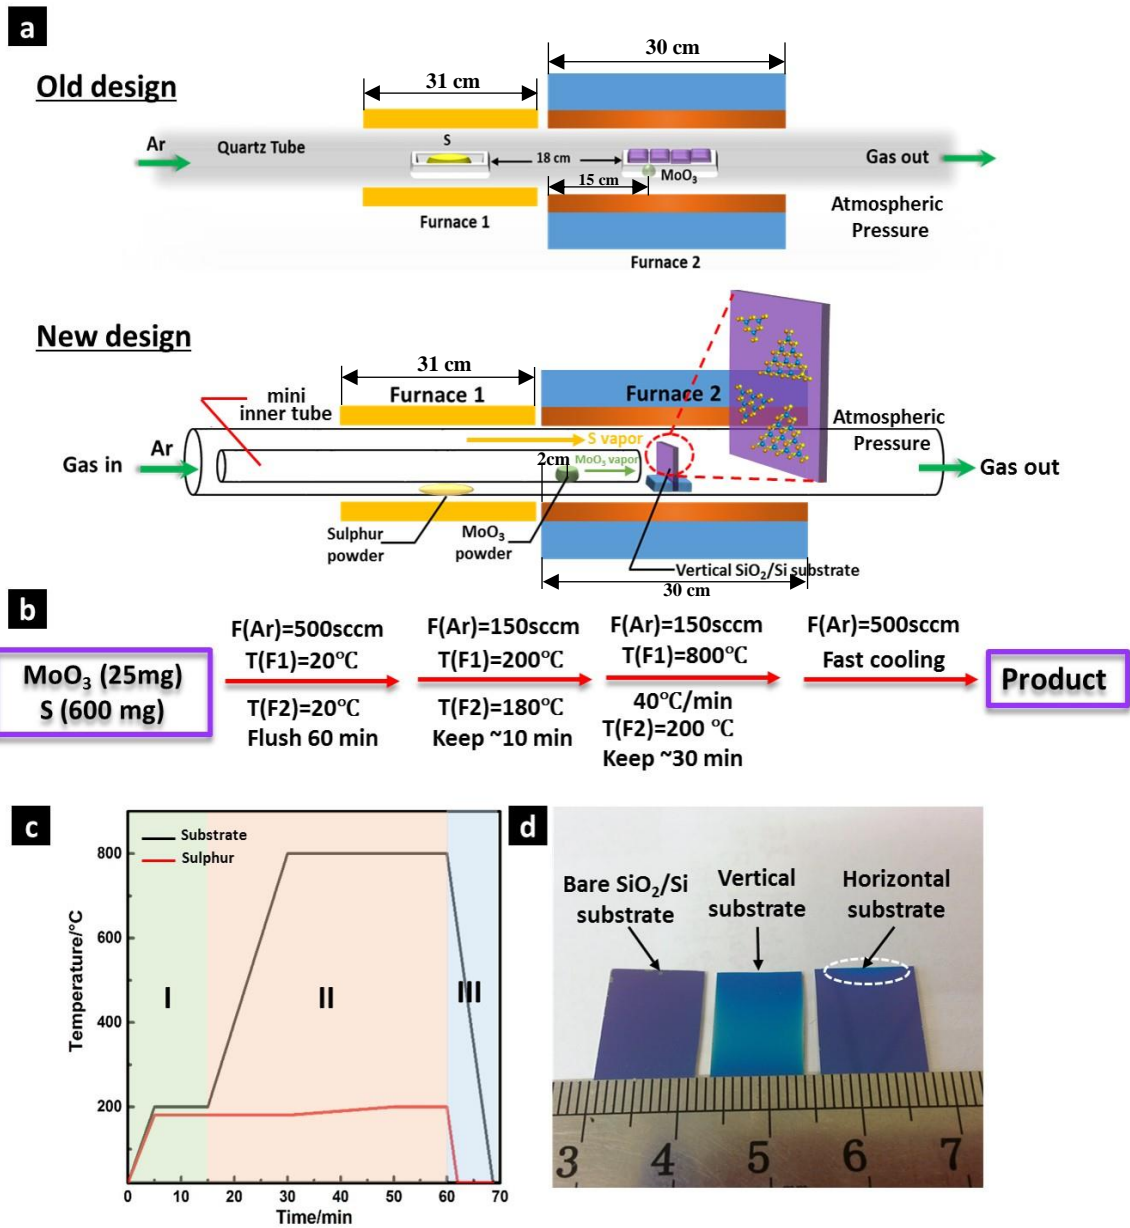 a
Old design
31 cm
30 cm
Ar
Quartz Tube
S
18 cm
MoO₃
15 cm
Gas out
Furnace 1
Furnace 2
Atmospheric
Pressure
New design
31 cm
Furnace 1
Furnace 2
mini
inner tube
Atmospheric
Pressure
Ar
Gas in
S vapor
2cm
MoO₃ vapor
Gas out
Sulphur
powder
MoO₃
powder
Vertical SiO₂/Si substrate
30 cm
b
MoO₃ (25mg)
S (600 mg)
F(Ar)=500sccm
T(F1)=20℃
T(F2)=20℃
Flush 60 min
F(Ar)=150sccm
T(F1)=200℃
T(F2)=180℃
Keep ~10 min
F(Ar)=150sccm
T(F1)=800℃
40℃/min
T(F2)=200 ℃
Keep ~30 min
F(Ar)=500sccm
Fast cooling
Product
c
Substrate
Sulphur
Temperature/°C
800
600
400
200
I
II
III
0 10 20 30 40 50 60 70
Time/min
d
Bare SiO₂/Si
substrate
Vertical
substrate
Horizontal
substrate
3 4 5 6 7